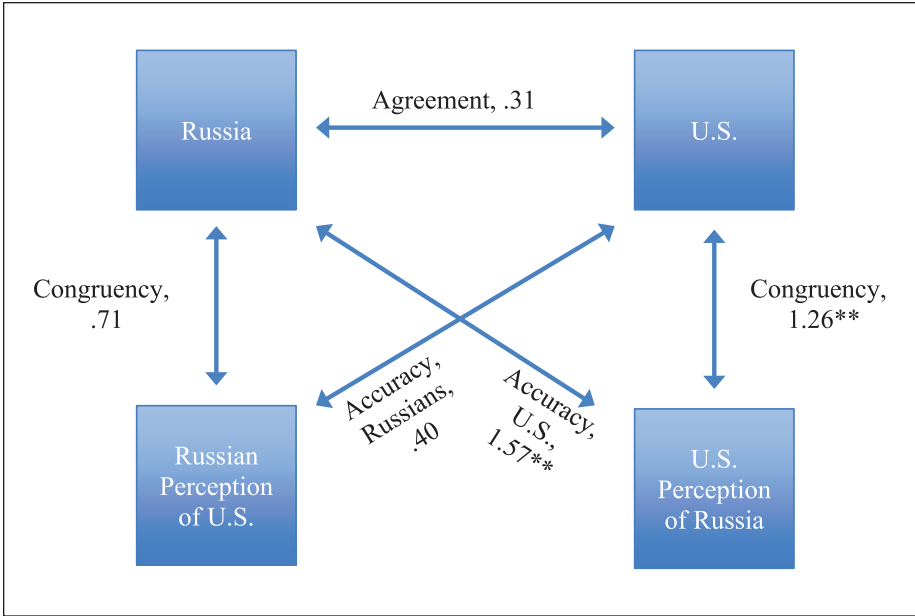 Agreement, .31
Russia
U.S.
Congruency,
.71
Congruency,
1.26**
Accuracy,
Russians,
.40
Accuracy,
U.S.,
1.57**
Russian
Perception
of U.S.
U.S.
Perception
of Russia